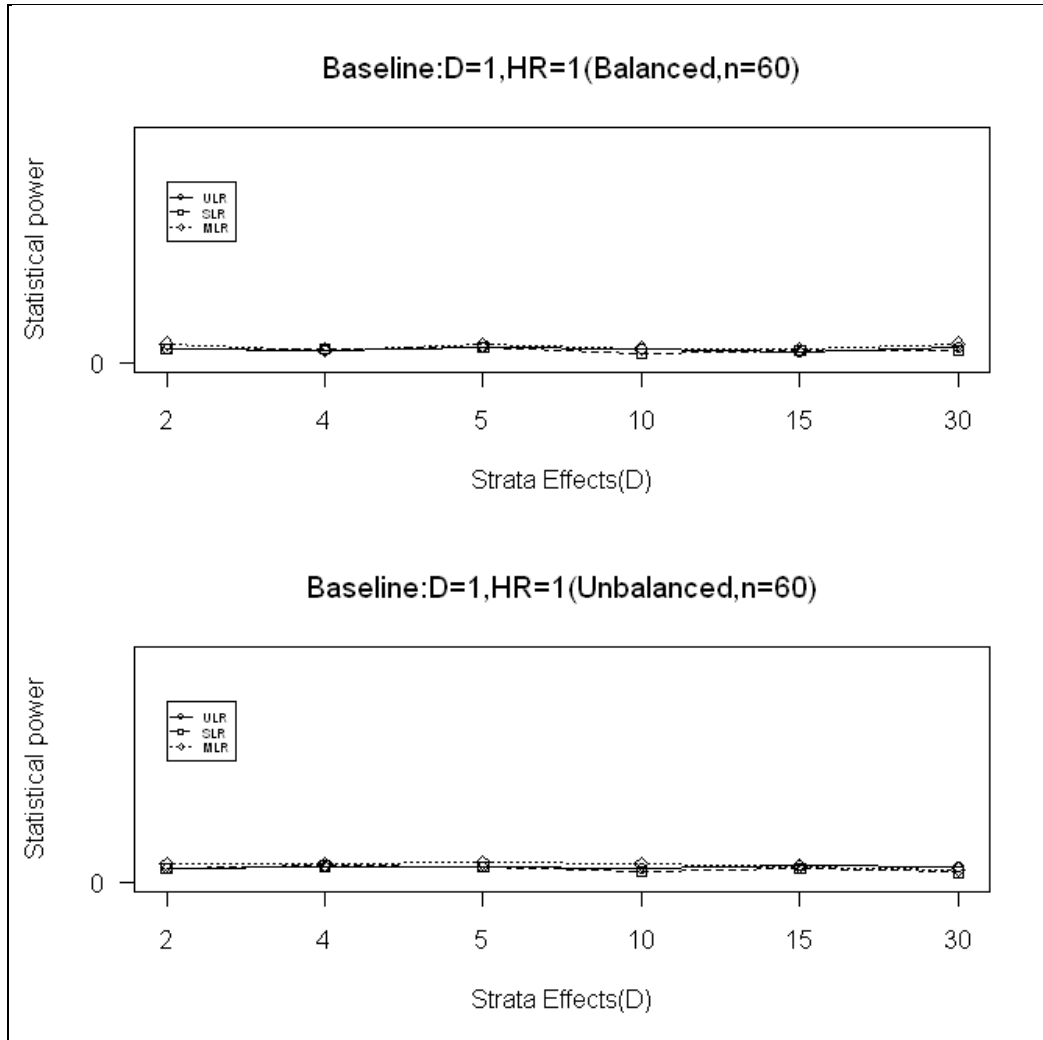 Baseline:D=1,HR=1(Balanced,n=60)
Statistical power
ULR
SLR
MLR
0
2 4 5 10 15 30
Strata Effects(D)
Baseline:D=1,HR=1(Unbalanced,n=60)
Statistical power
ULR
SLR
MLR
0
2 4 5 10 15 30
Strata Effects(D)